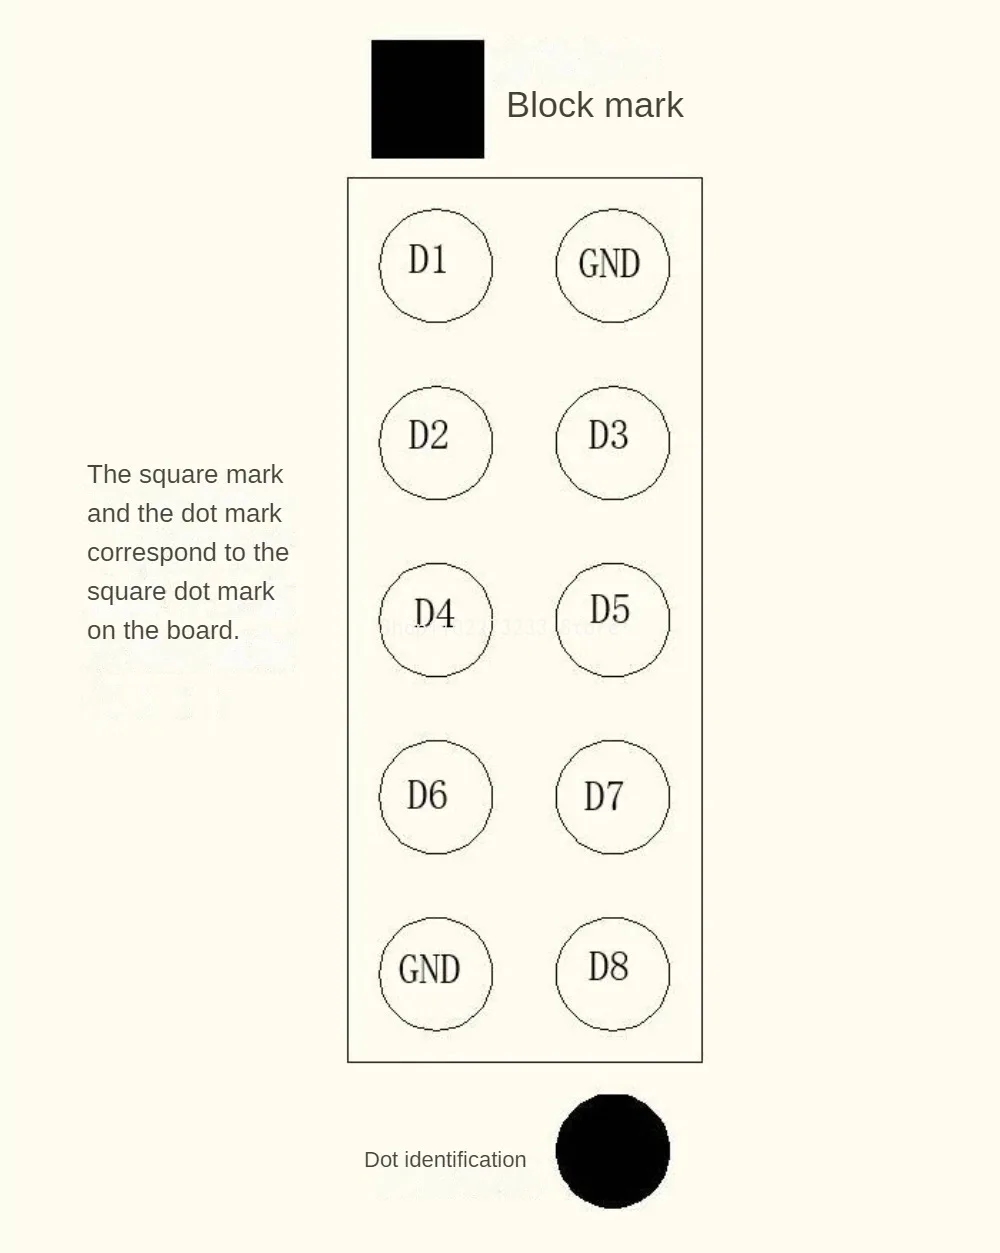 Block mark
D1 GND
D2 D3
The square mark
and the dot mark
correspond to the
square dot mark
on the board.
D4 D5
D6 D7
GND D8
Dot identification